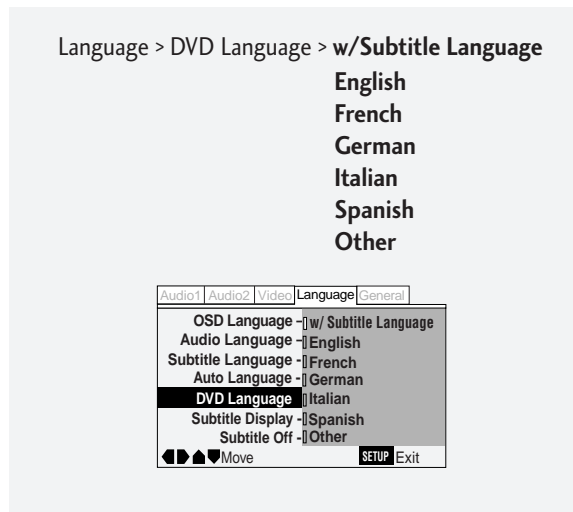 Language > DVD Language > w/Subtitle Language
English
French
German
Italian
Spanish
Other
Audio1 Audio2 Video Language General
OSD Language - w/ Subtitle Language
Audio Language - English
Subtitle Language - French
Auto Language - German
DVD Language Italian
Subtitle Display - Spanish
Subtitle Off - Other
Move SETUP Exit